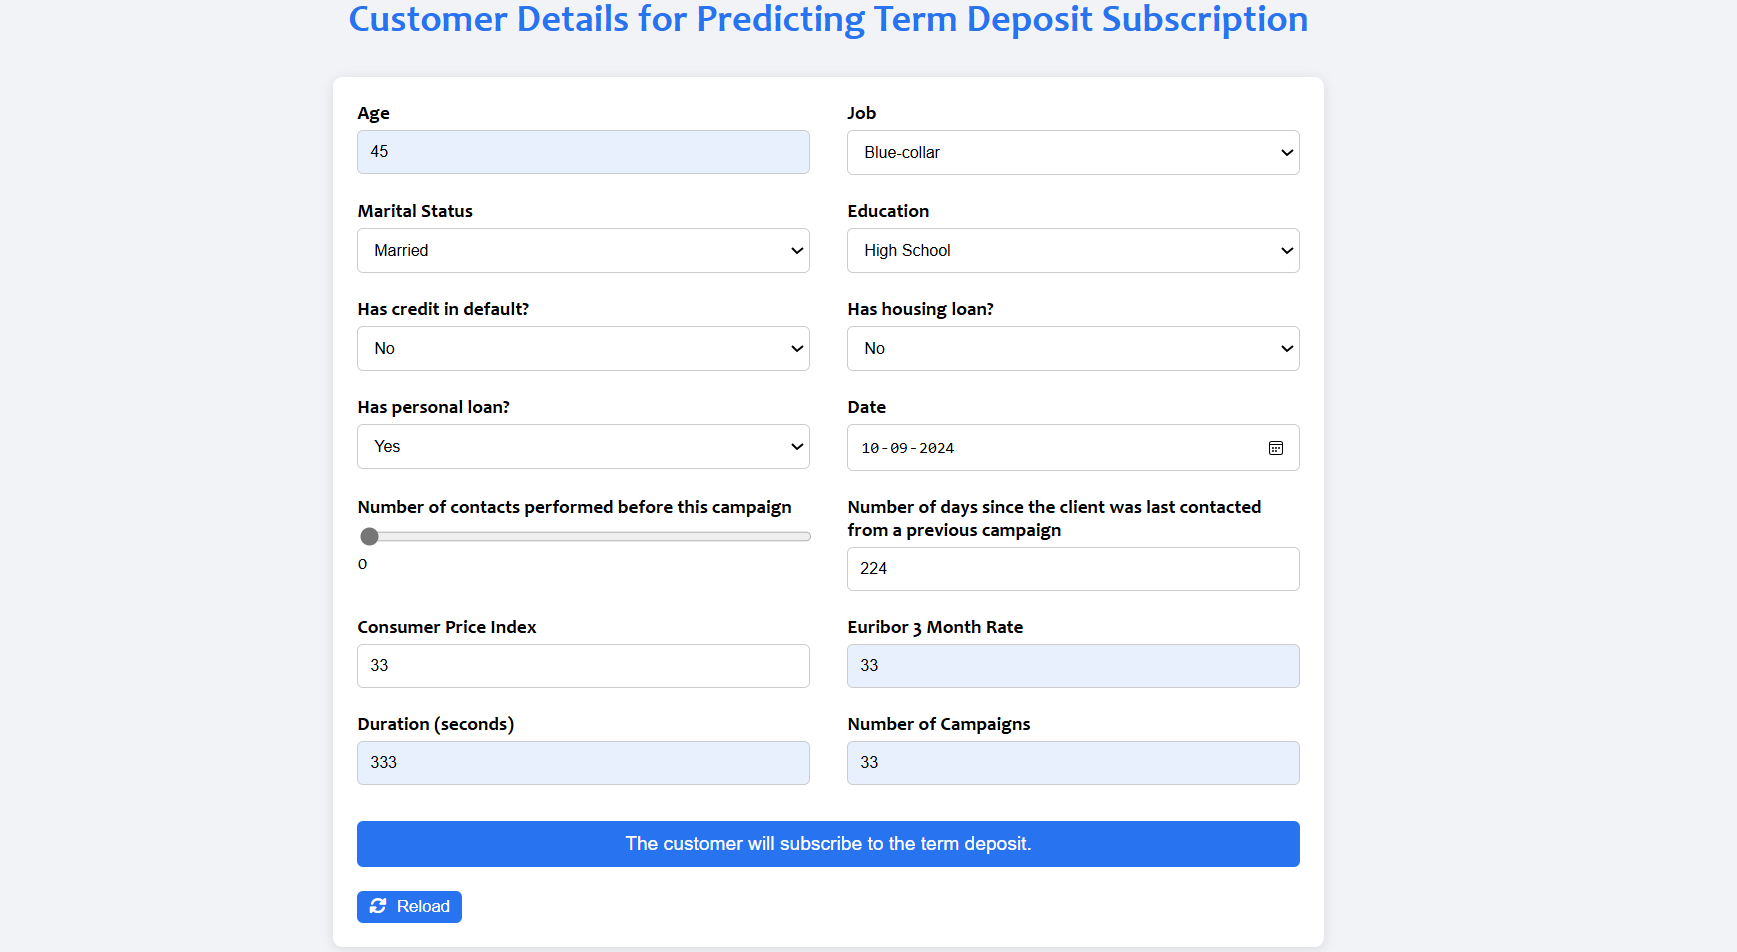 Customer Details for Predicting Term Deposit Subscription
Age
45
Job
Blue-collar
Marital Status
Married
Education
High School
Has credit in default?
No
Has housing loan?
No
Has personal loan?
Yes
Date
10-09-2024
Number of contacts performed before this campaign
0
Number of days since the client was last contacted
from a previous campaign
224
Consumer Price Index
33
Euribor 3 Month Rate
33
Duration (seconds)
333
Number of Campaigns
33
The customer will subscribe to the term deposit.
Reload